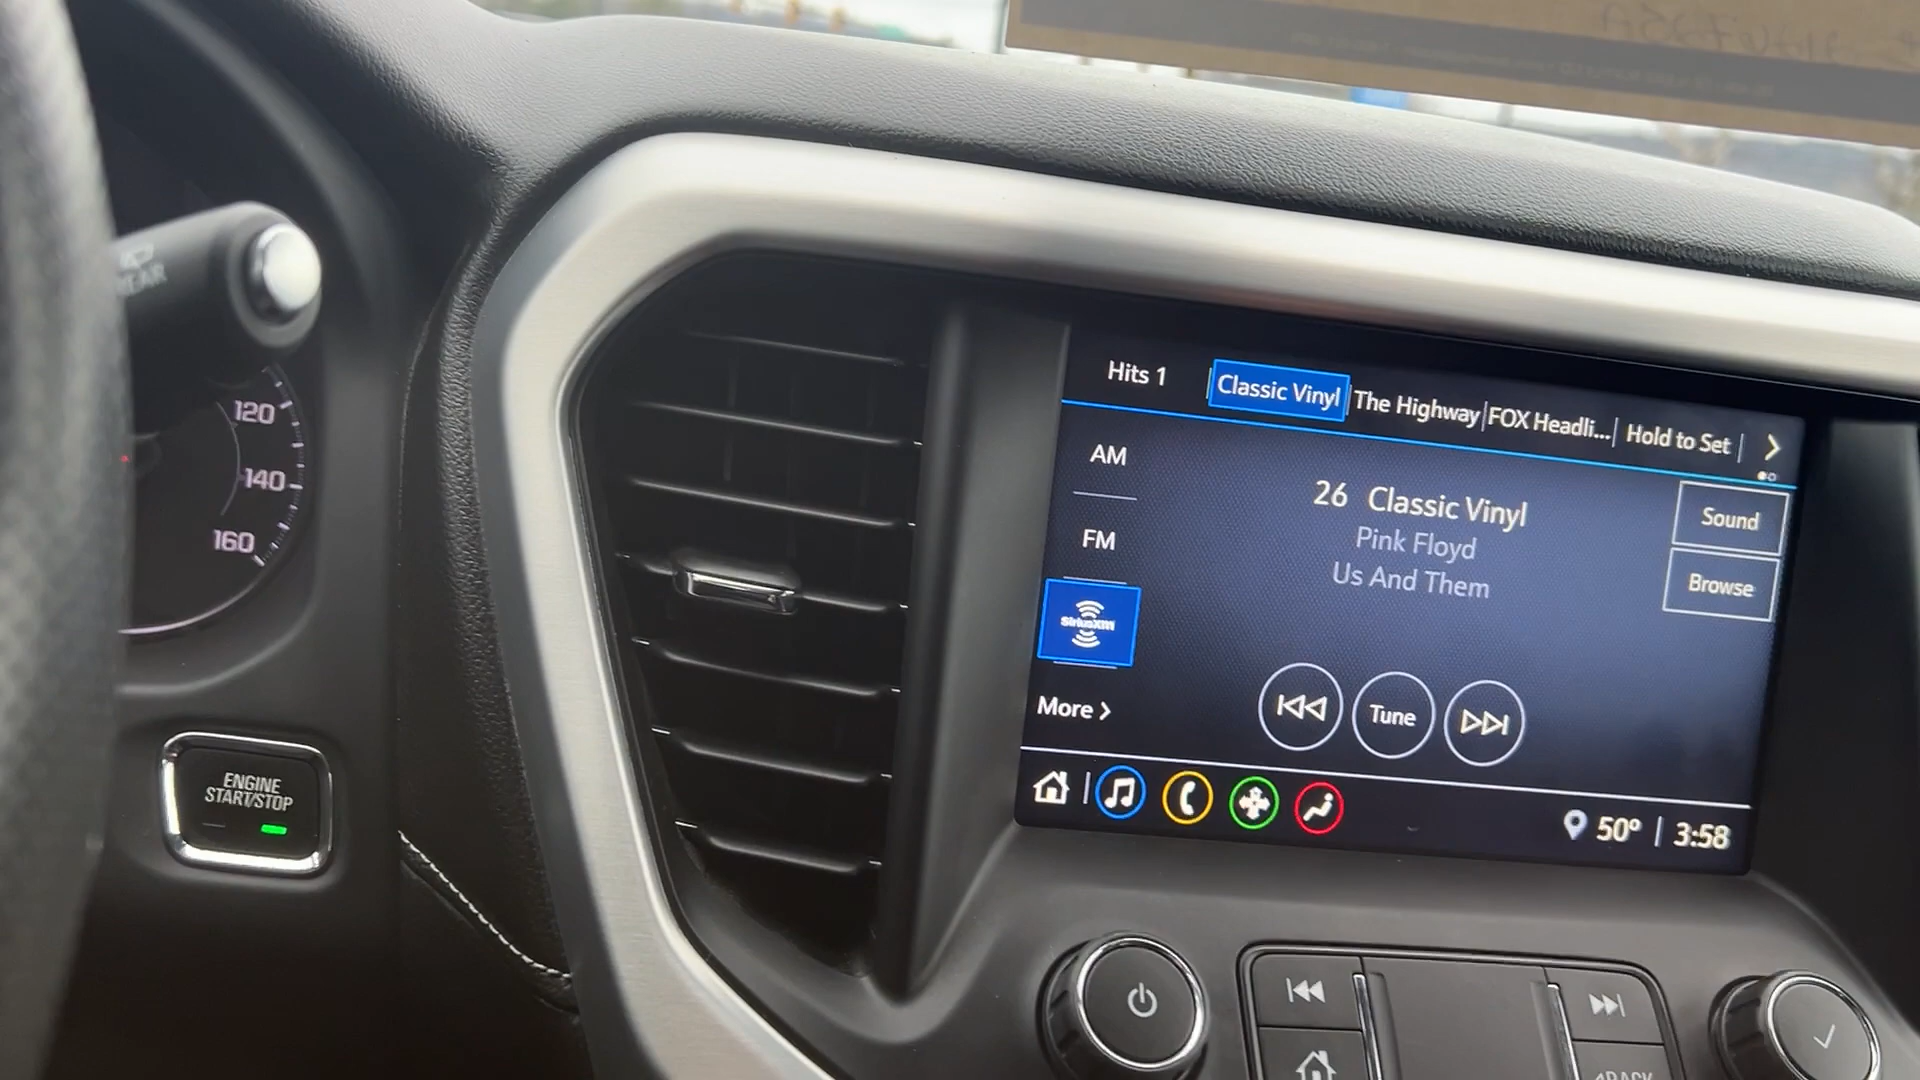 Hits 1
Classic Vinyl
The Highway
FOX Headli...
Hold to Set
AM
FM
SiriusXM
More
26 Classic Vinyl
Pink Floyd
Us And Them
Sound
Browse
Tune
50° 3:58
120
140
160
ENGINE
START/STOP